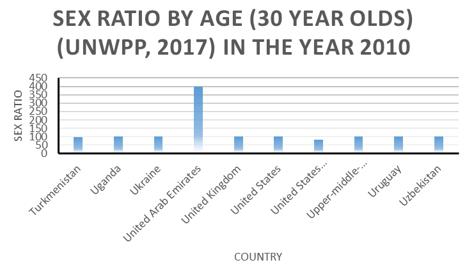 SEX RATIO BY AGE (30 YEAR OLDS)
(UNWPP, 2017) IN THE YEAR 2010
SEX RATIO
450
400
350
300
250
200
150
100
50
0
Turkmenistan
Uganda
Ukraine
United Arab Emirates
United Kingdom
United States
United States...
Upper-middle-...
Uruguay
Uzbekistan
COUNTRY